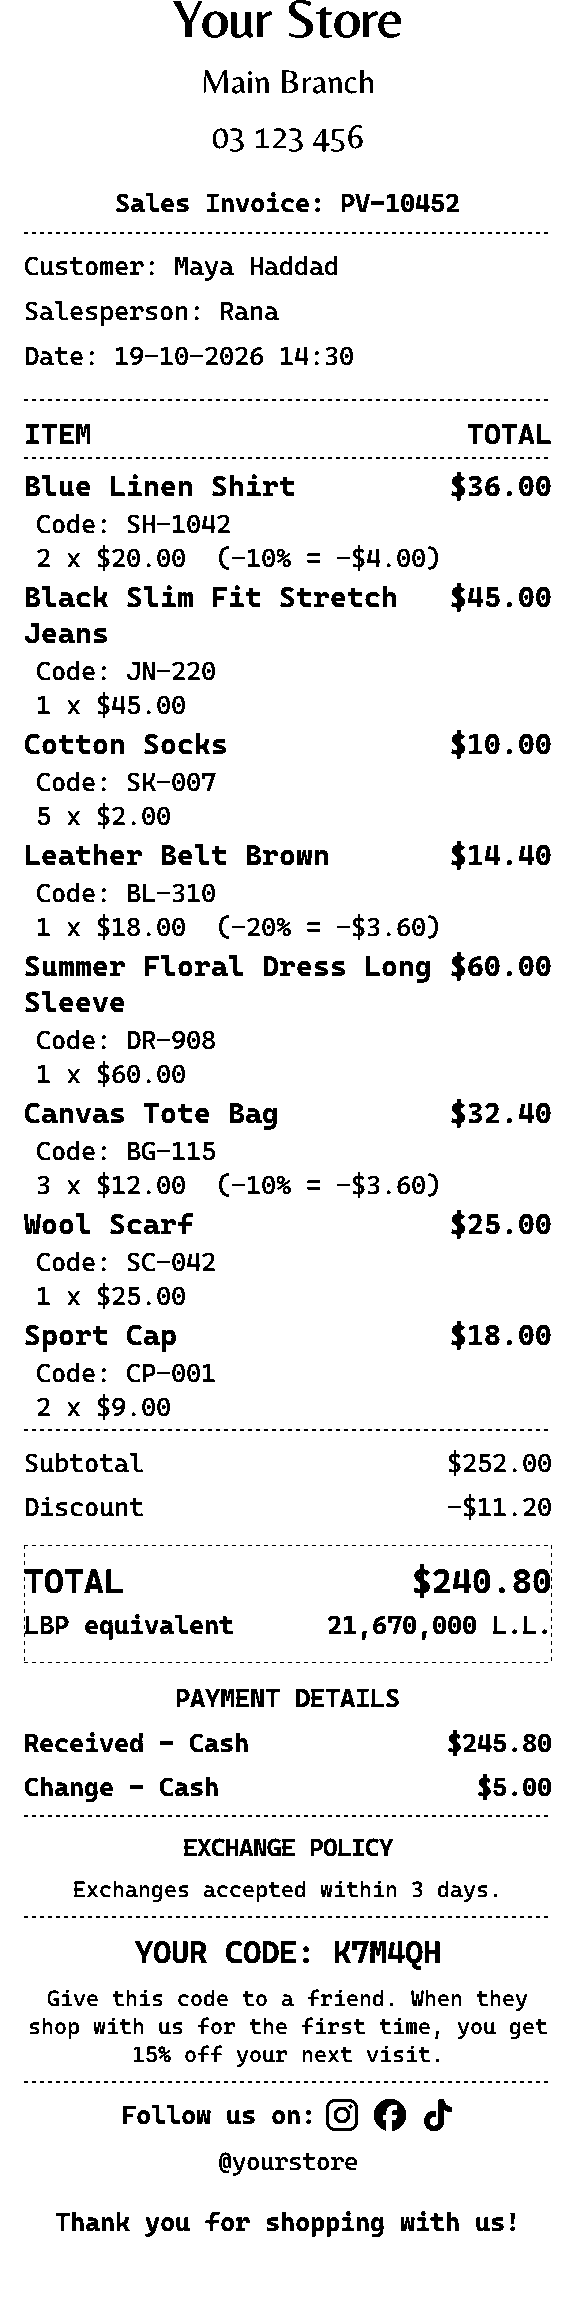 Your Store
Main Branch
03 123 456
Sales Invoice: PV-10452
Customer: Maya Haddad
Salesperson: Rana
Date: 19-10-2026 14:30
ITEM TOTAL
Blue Linen Shirt $36.00
Code: SH-1042
2 x $20.00 (-10% = -$4.00)
Black Slim Fit Stretch $45.00
Jeans
Code: JN-220
1 x $45.00
Cotton Socks $10.00
Code: SK-007
5 x $2.00
Leather Belt Brown $14.40
Code: BL-310
1 x $18.00 (-20% = -$3.60)
Summer Floral Dress Long $60.00
Sleeve
Code: DR-908
1 x $60.00
Canvas Tote Bag $32.40
Code: BG-115
3 x $12.00 (-10% = -$3.60)
Wool Scarf $25.00
Code: SC-042
1 x $25.00
Sport Cap $18.00
Code: CP-001
2 x $9.00
Subtotal $252.00
Discount -$11.20
TOTAL $240.80
LBP equivalent 21,670,000 L.L.
PAYMENT DETAILS
Received - Cash $245.80
Change - Cash $5.00
EXCHANGE POLICY
Exchanges accepted within 3 days.
YOUR CODE: K7M4QH
Give this code to a friend. When they
shop with us for the first time, you get
15% off your next visit.
Follow us on:
@yourstore
Thank you for shopping with us!